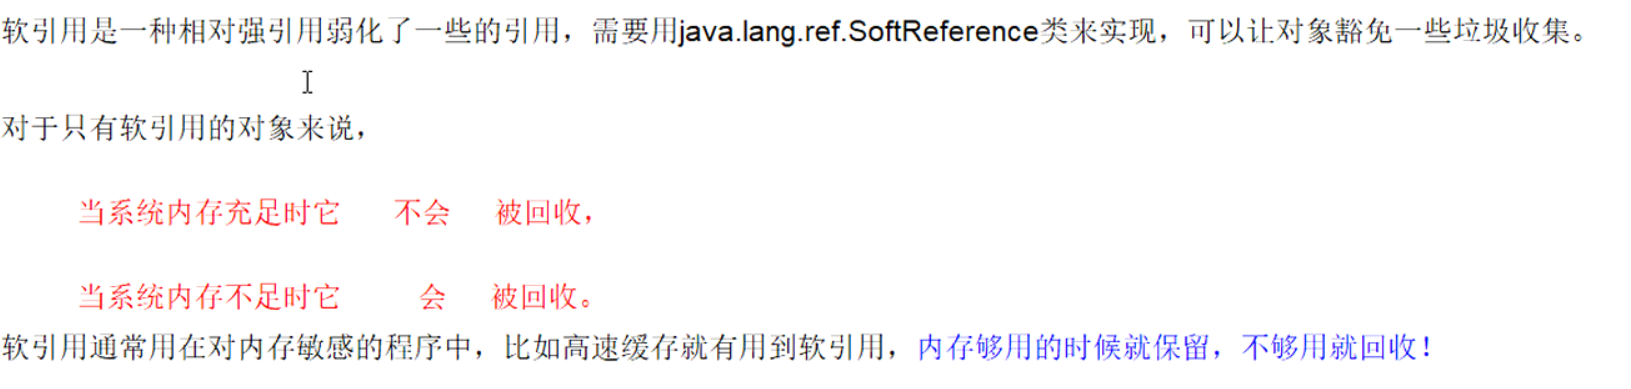 软引用是一种相对强引用弱化了一些的引用，需要用java.lang.ref.SoftReference类来实现，可以让对象豁免一些垃圾收集。
对于只有软引用的对象来说，
当系统内存充足时它 不会 被回收，
当系统内存不足时它 会 被回收。
软引用通常用在对内存敏感的程序中，比如高速缓存就有用到软引用，内存够用的时候就保留，不够用就回收！